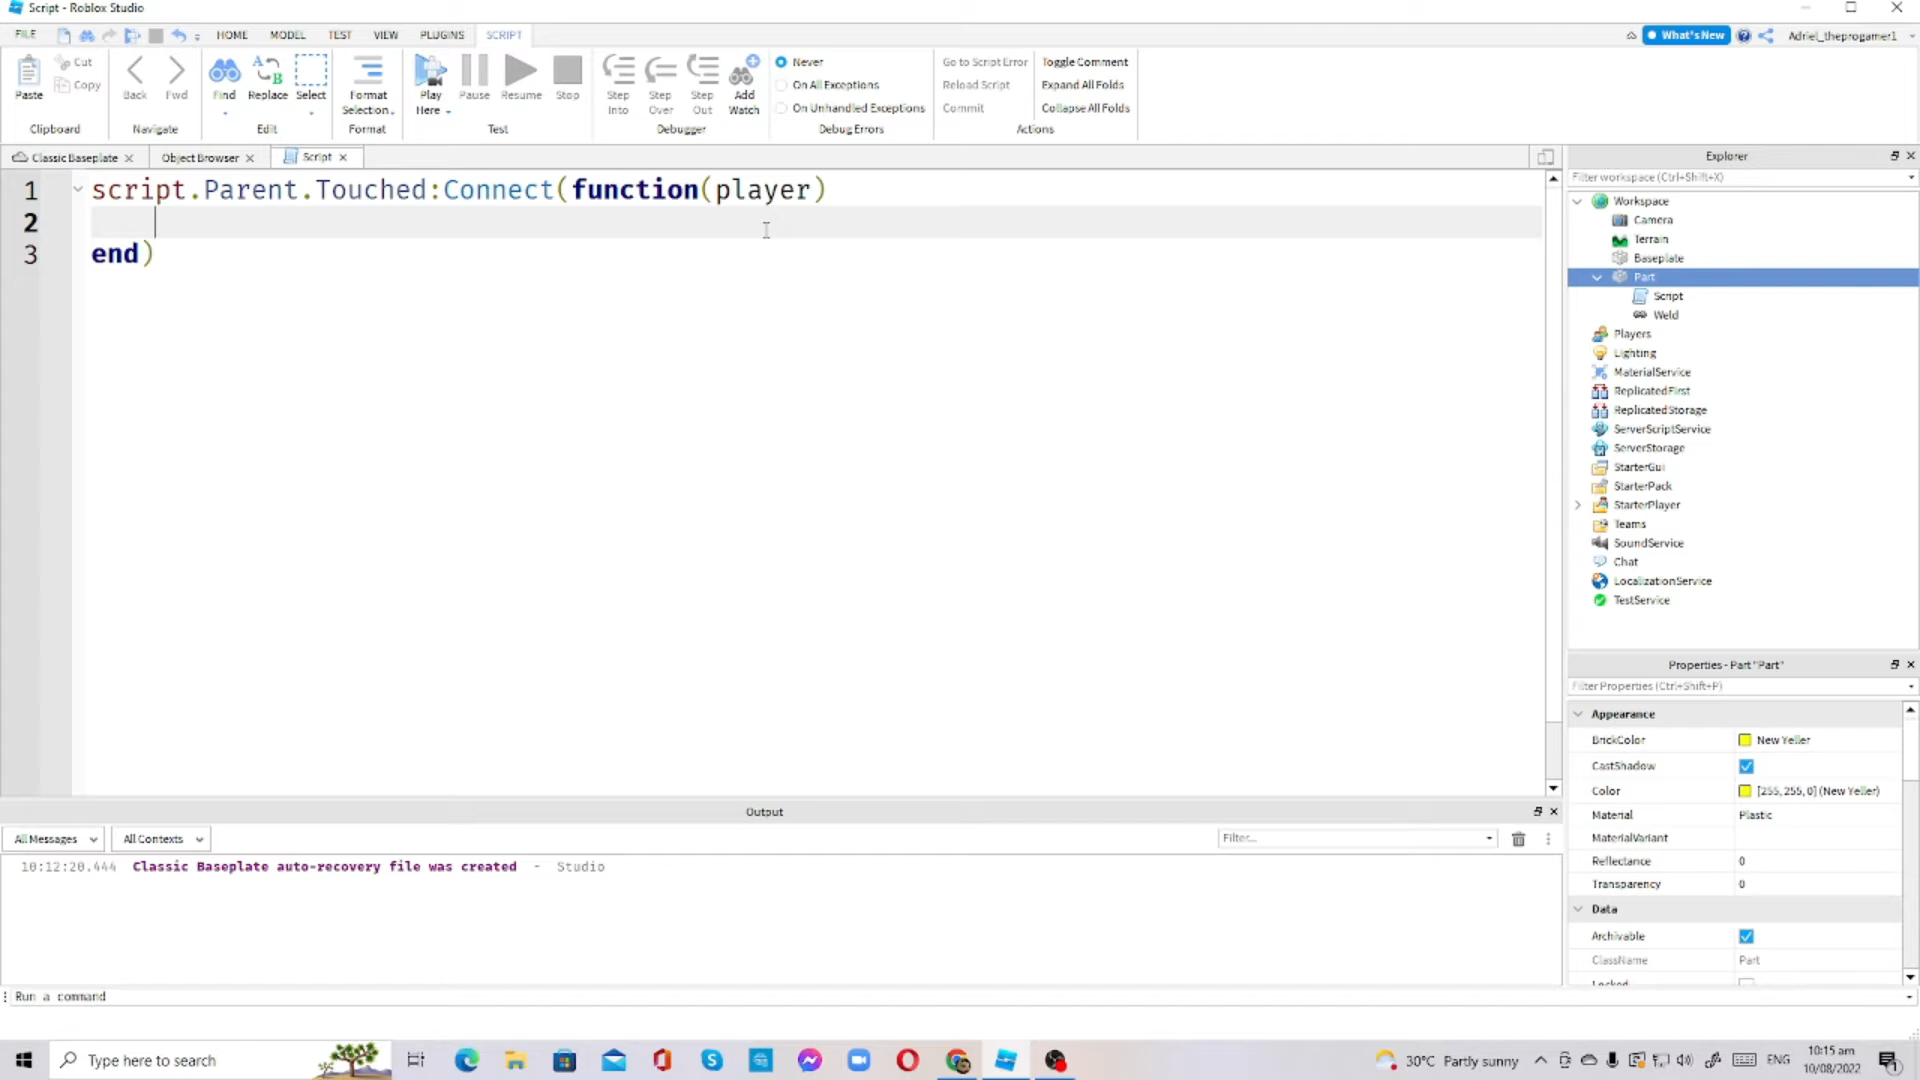 Script - Roblox Studio
FILE HOME MODEL TEST VIEW PLUGINS SCRIPT What's New Adriel_theprogamer1
Paste Cut Copy Clipboard
Back Fwd Navigate
Find Replace Select Edit
Format Selection Format
Play Here Pause Resume Stop Test
Step Into Step Over Step Out Add Watch Debugger
Never
On All Exceptions
On Unhandled Exceptions
Debug Errors
Go to Script Error Toggle Comment
Reload Script Expand All Folds
Commit Collapse All Folds
Actions
Classic Baseplate Object Browser Script
1 script.Parent.Touched:Connect(function(player)
2
3 end)
Explorer
Filter workspace (Ctrl+Shift+X)
Workspace
Camera
Terrain
Baseplate
Part
Script
Weld
Players
Lighting
MaterialService
ReplicatedFirst
ReplicatedStorage
ServerScriptService
ServerStorage
StarterGui
StarterPack
StarterPlayer
Teams
SoundService
Chat
LocalizationService
TestService
Properties - Part "Part"
Filter Properties (Ctrl+Shift+P)
Appearance
BrickColor New Yeller
CastShadow
Color [255, 255, 0] (New Yeller)
Material Plastic
MaterialVariant
Reflectance 0
Transparency 0
Data
Archivable
ClassName Part
Locked
Output
All Messages All Contexts Filter...
10:12:20.444 Classic Baseplate auto-recovery file was created - Studio
Run a command
Type here to search 30°C Partly sunny ENG 10:15 am
10/08/2022